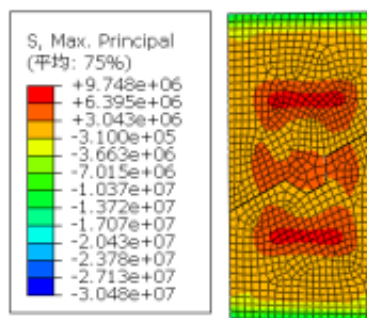 S, Max. Principal
(平均: 75%)
+9.748e+06
+6.395e+06
+3.043e+06
-3.100e+05
-3.663e+06
-7.015e+06
-1.037e+07
-1.372e+07
-1.707e+07
-2.043e+07
-2.378e+07
-2.713e+07
-3.048e+07